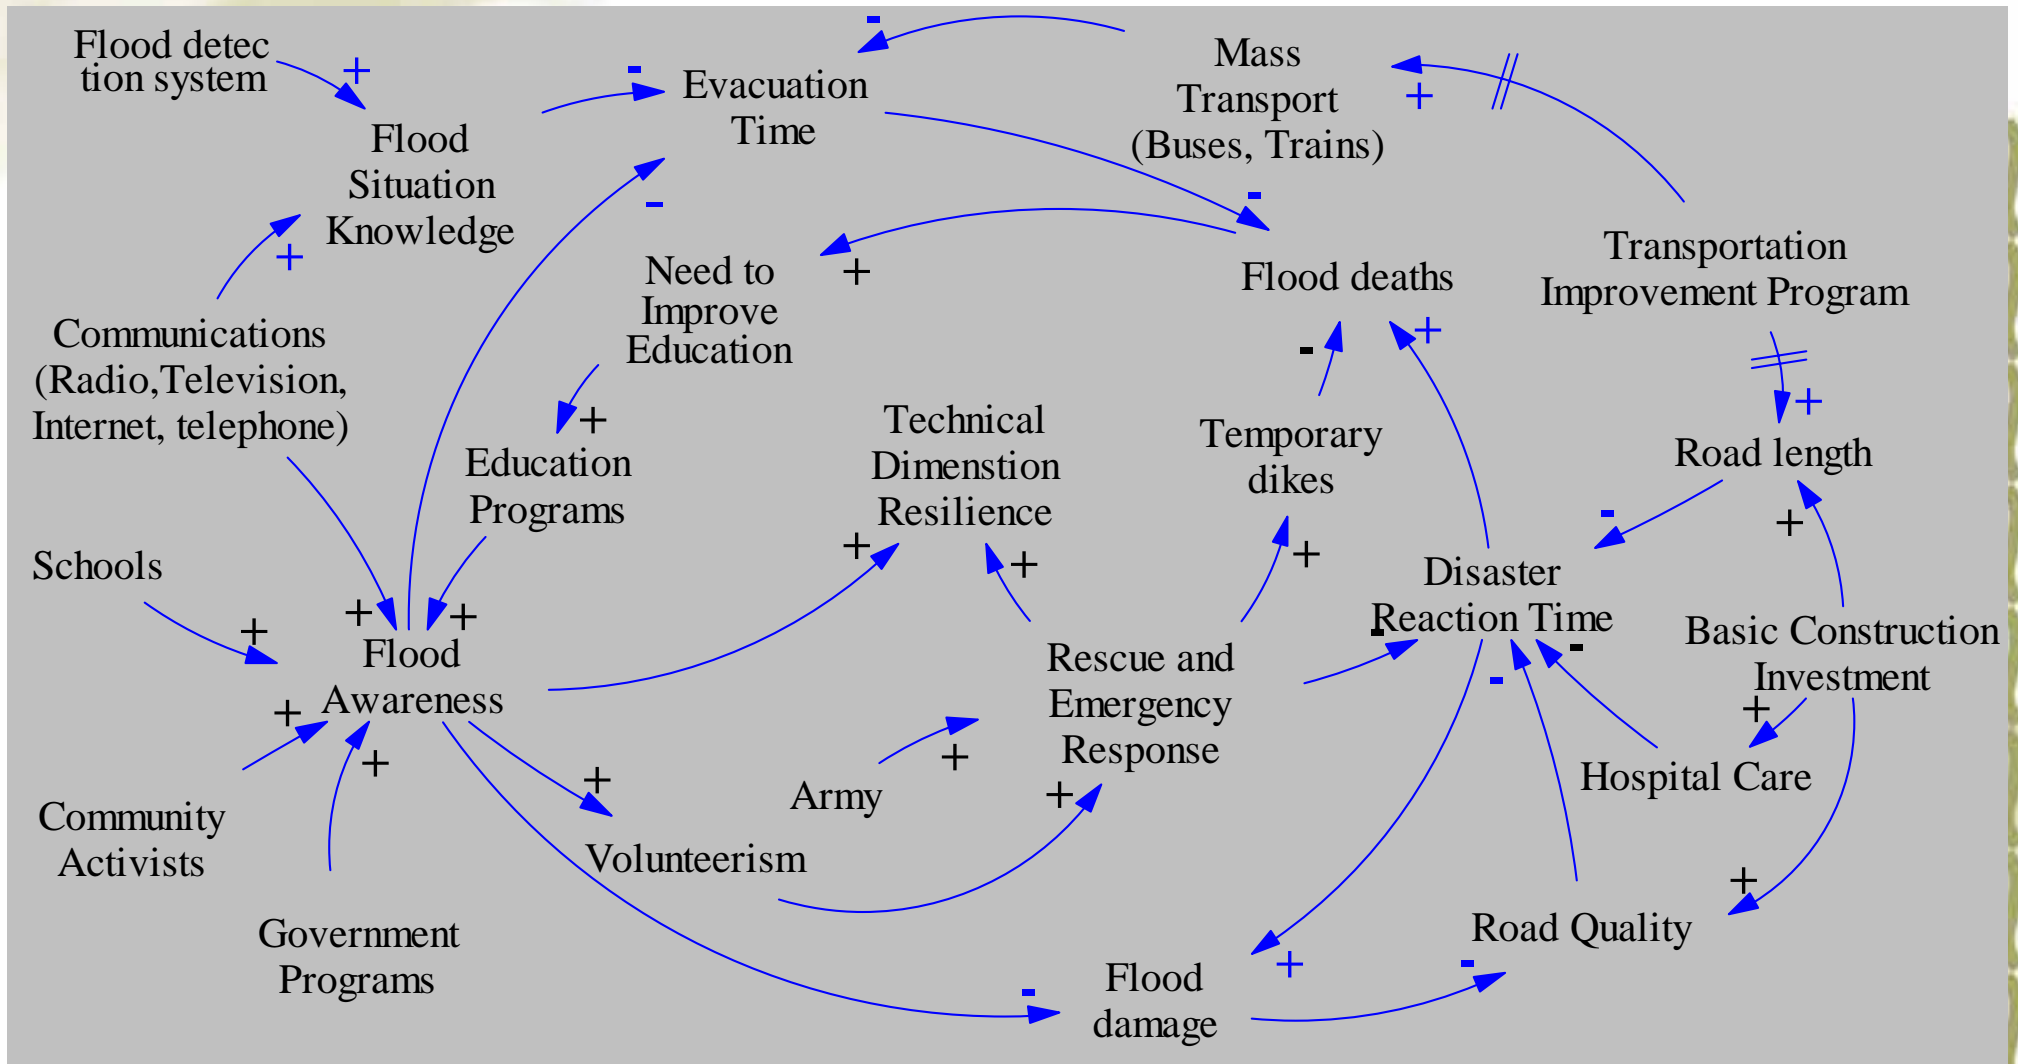 Flood detec
tion system
+
-
Evacuation
Time
-
Mass
Transport
(Buses, Trains)
+
Flood
Situation
Knowledge
+
-
-
Need to
Improve
Education
+
Flood deaths
+
-
Transportation
Improvement Program
+
Communications
(Radio,Television,
Internet, telephone)
+
Education
Programs
Technical
Dimenstion
Resilience
Temporary
dikes
Road length
-
+
Schools
+
+
+
+
+
+
Disaster
Reaction Time
-
-
-
Flood
Awareness
Rescue and
Emergency
Response
Basic Construction
Investment
+
+
+
+
Army
+
+
Hospital Care
Community
Activists
Volunteerism
+
Government
Programs
Road Quality
-
Flood
damage
+
-